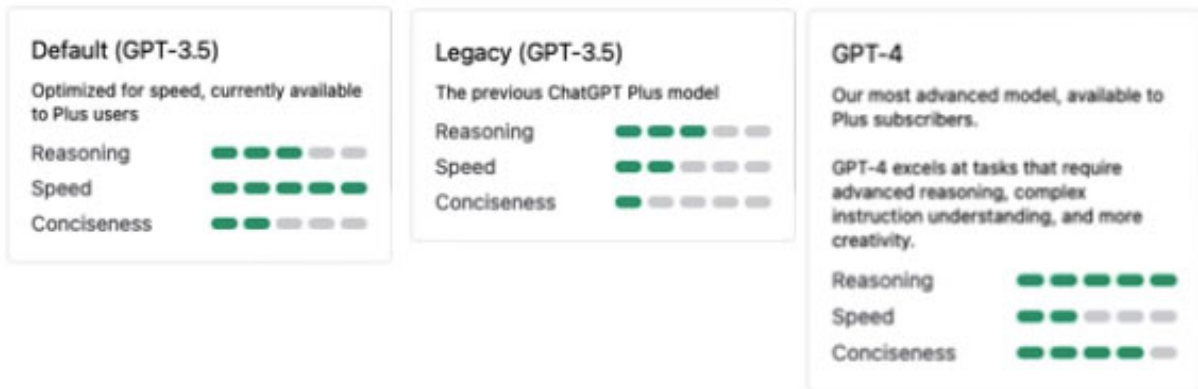 Default (GPT-3.5)
Optimized for speed, currently available
to Plus users
Reasoning
Speed
Conciseness
Legacy (GPT-3.5)
The previous ChatGPT Plus model
Reasoning
Speed
Conciseness
GPT-4
Our most advanced model, available to
Plus subscribers.
GPT-4 excels at tasks that require
advanced reasoning, complex
instruction understanding, and more
creativity.
Reasoning
Speed
Conciseness